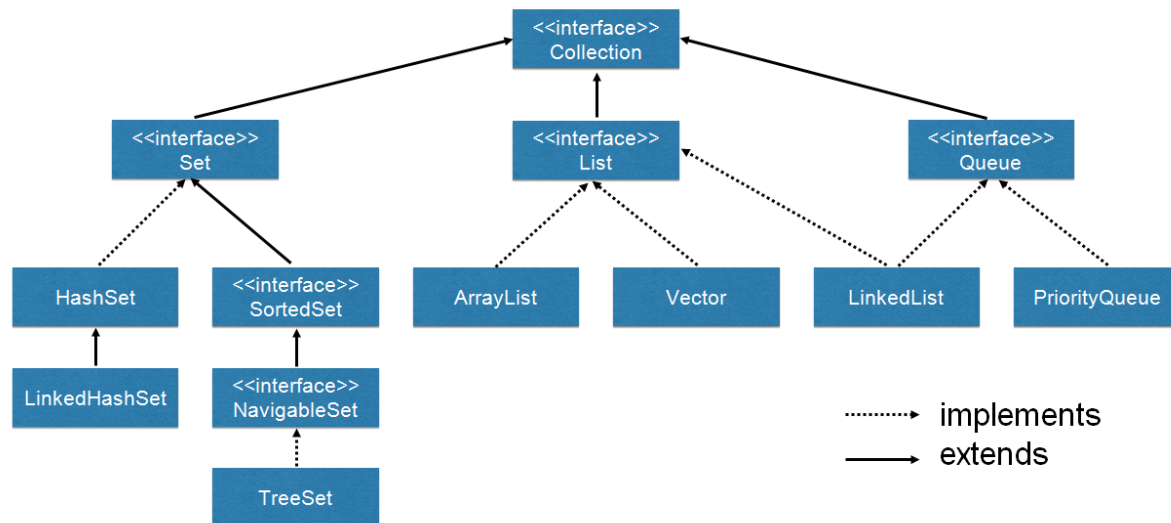 <<interface>>
Collection
<<interface>>
Set
<<interface>>
List
<<interface>>
Queue
HashSet
<<interface>>
SortedSet
ArrayList
Vector
LinkedList
PriorityQueue
LinkedHashSet
<<interface>>
NavigableSet
implements
extends
TreeSet